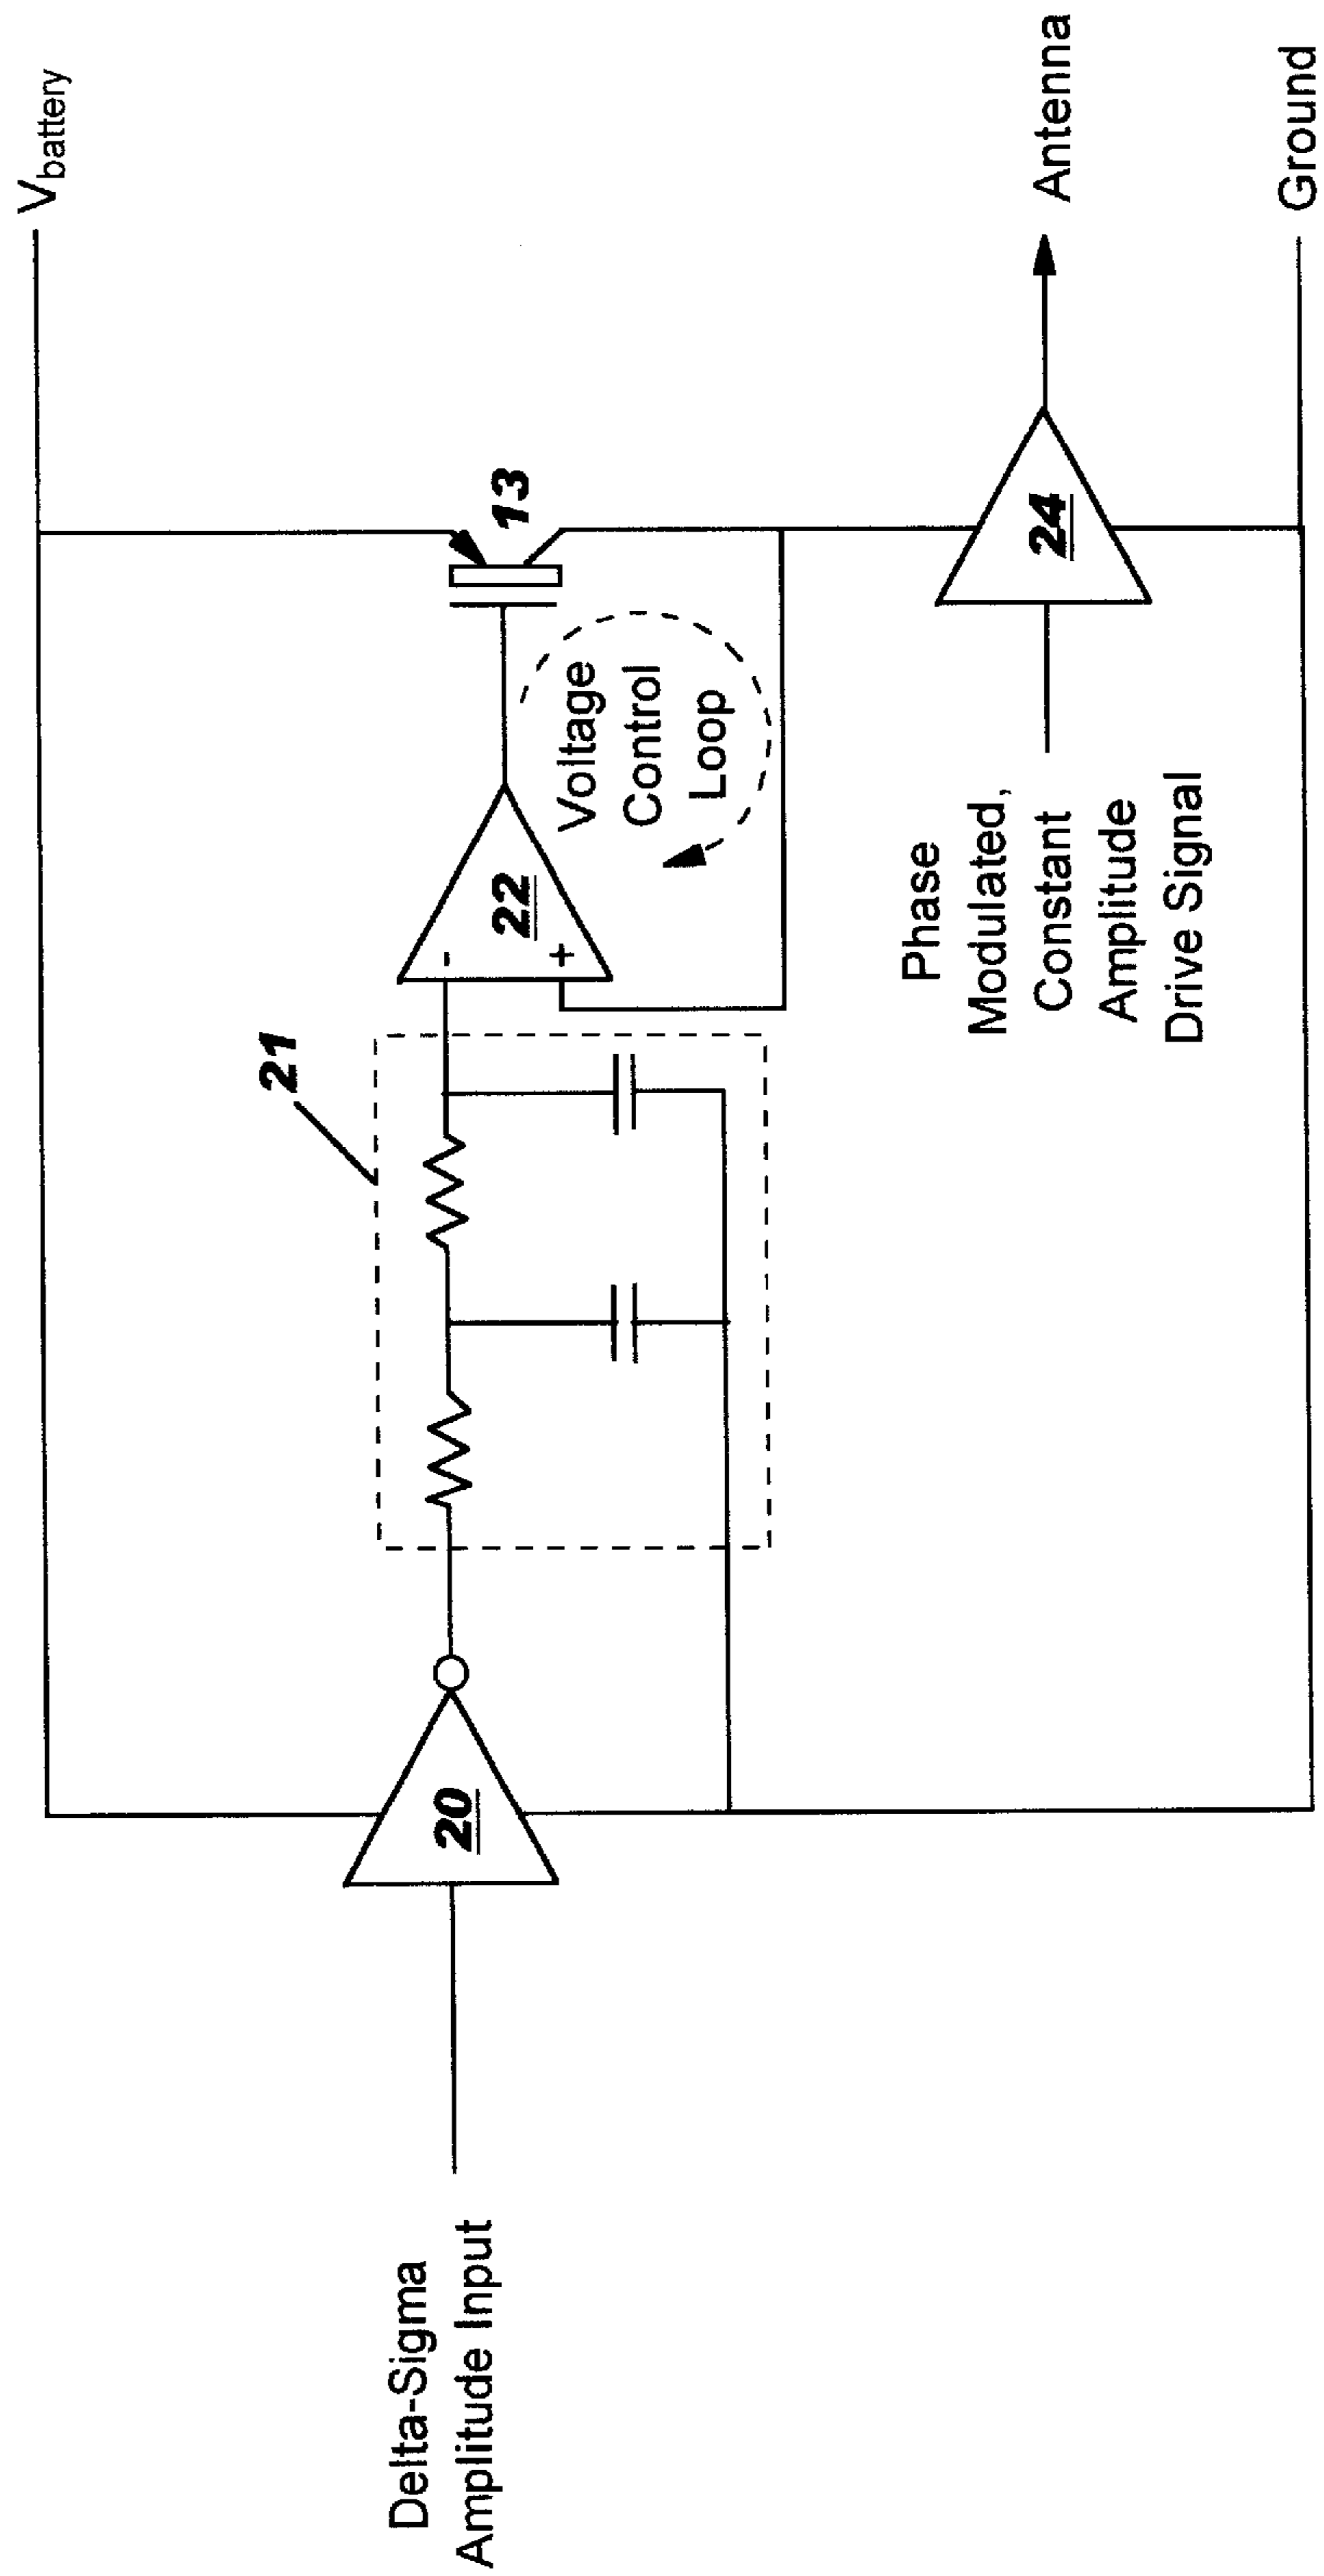 V battery
21
13
20
22
-
+
Voltage
Control
Loop
Delta-Sigma
Amplitude Input
Phase
Modulated,
Constant
Amplitude
Drive Signal
24
Antenna
Ground